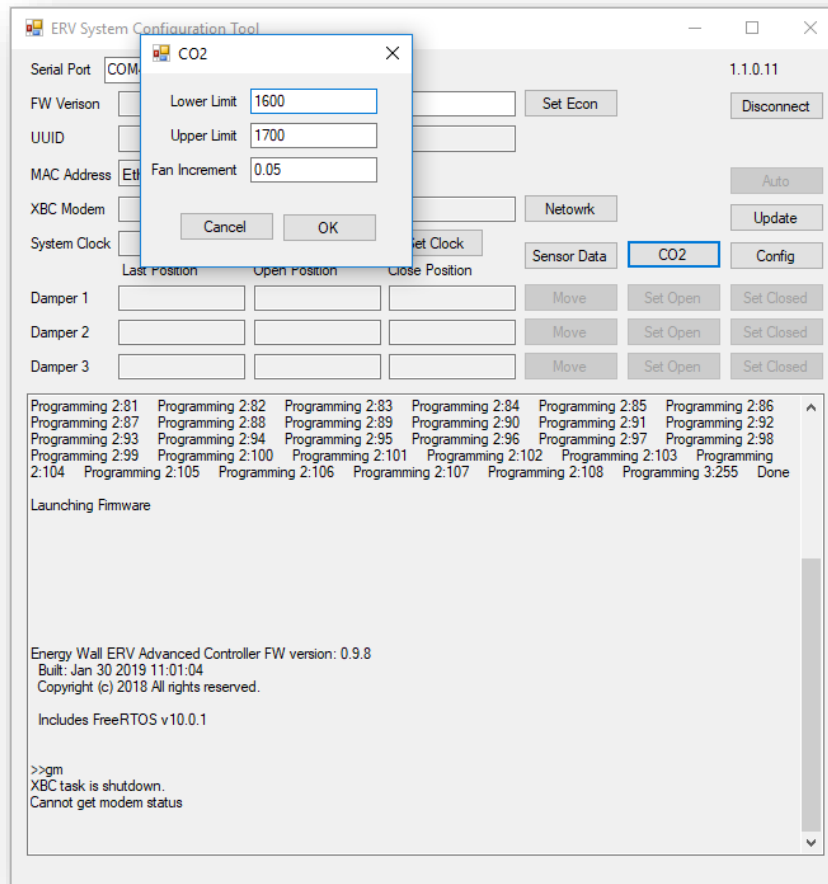 ERV System Configuration Tool
CO2
Serial Port COM
1.1.0.11
FW Verison
Set Econ
Disconnect
UUID
MAC Address
Auto
XBC Modem
Netowrk
Update
System Clock
Set Clock
Sensor Data
CO2
Config
Lower Limit 1600
Upper Limit 1700
Fan Increment 0.05
Cancel
OK
Last Position Open Position Close Position
Damper 1 Move Set Open Set Closed
Damper 2 Move Set Open Set Closed
Damper 3 Move Set Open Set Closed
Programming 2:81 Programming 2:82 Programming 2:83 Programming 2:84 Programming 2:85 Programming 2:86
Programming 2:87 Programming 2:88 Programming 2:89 Programming 2:90 Programming 2:91 Programming 2:92
Programming 2:93 Programming 2:94 Programming 2:95 Programming 2:96 Programming 2:97 Programming 2:98
Programming 2:99 Programming 2:100 Programming 2:101 Programming 2:102 Programming 2:103 Programming
2:104 Programming 2:105 Programming 2:106 Programming 2:107 Programming 2:108 Programming 3:255 Done
Launching Firmware
Energy Wall ERV Advanced Controller FW version: 0.9.8
Built: Jan 30 2019 11:01:04
Copyright (c) 2018 All rights reserved.
Includes FreeRTOS v10.0.1
>>gm
XBC task is shutdown.
Cannot get modem status